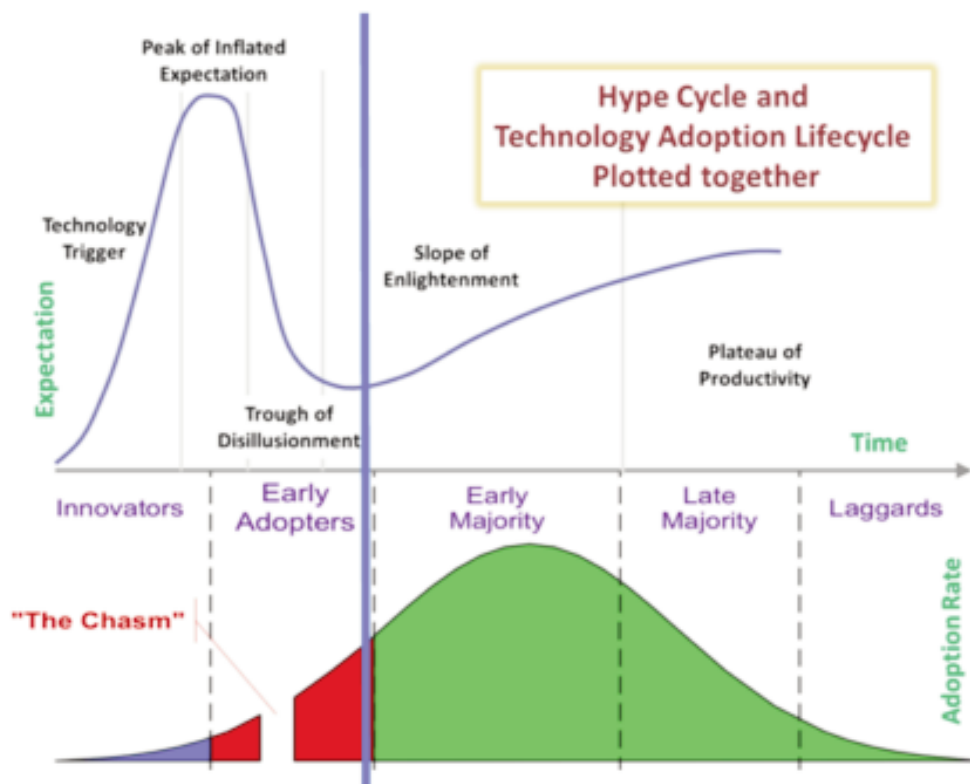 Peak of Inflated
Expectation
Hype Cycle and
Technology Adoption Lifecycle
Plotted together
Technology
Trigger
Slope of
Enlightenment
Expectation
Plateau of
Productivity
Trough of
Disillusionment
Time
Innovators
Early
Adopters
Early
Majority
Late
Majority
Laggards
"The Chasm"
Adoption Rate